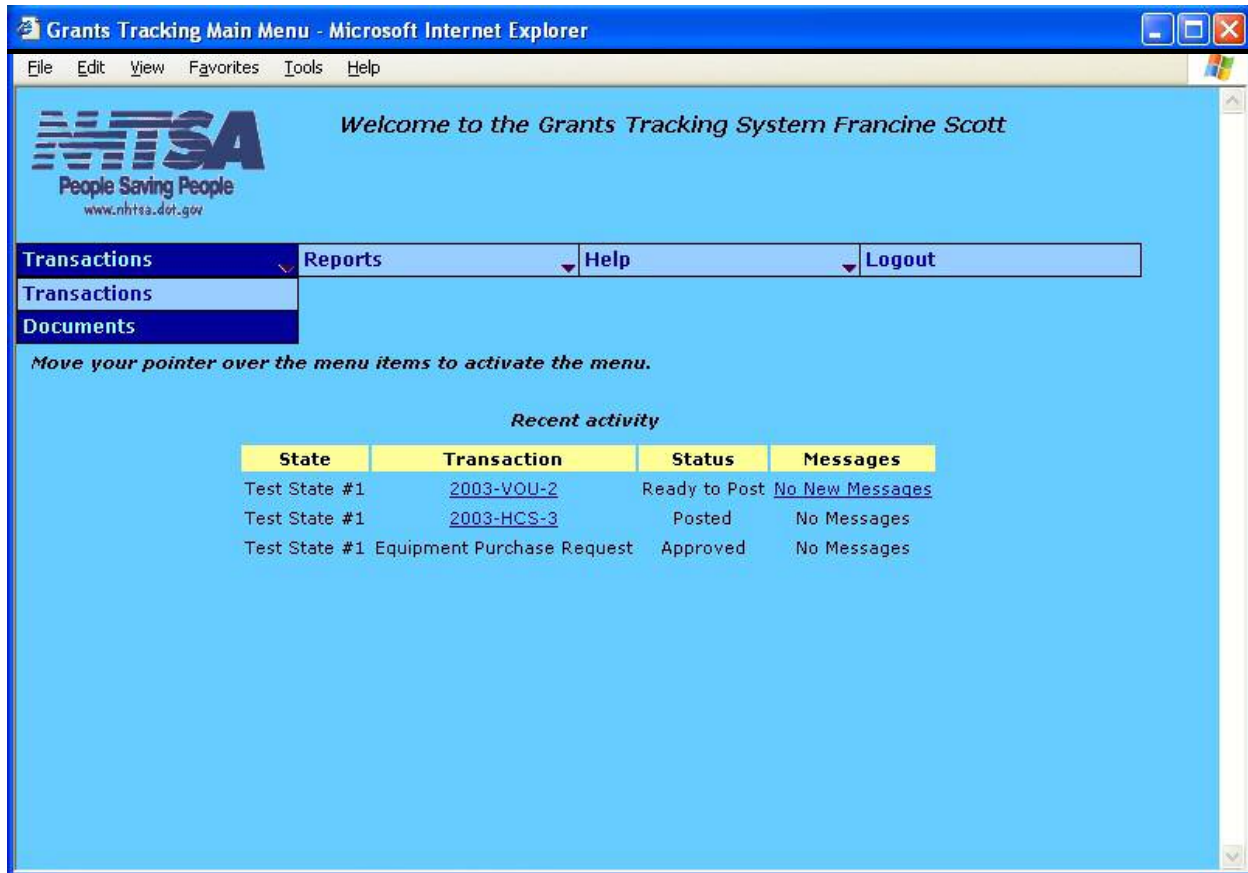 Grants Tracking Main Menu - Microsoft Internet Explorer
File Edit View Favorites Tools Help
NHTSA
People Saving People
www.nhtsa.dot.gov
Welcome to the Grants Tracking System Francine Scott
Transactions Reports Help Logout
Transactions
Documents
Move your pointer over the menu items to activate the menu.
Recent activity
State Transaction Status Messages
Test State #1 2003-VOU-2 Ready to Post No New Messages
Test State #1 2003-HCS-3 Posted No Messages
Test State #1 Equipment Purchase Request Approved No Messages